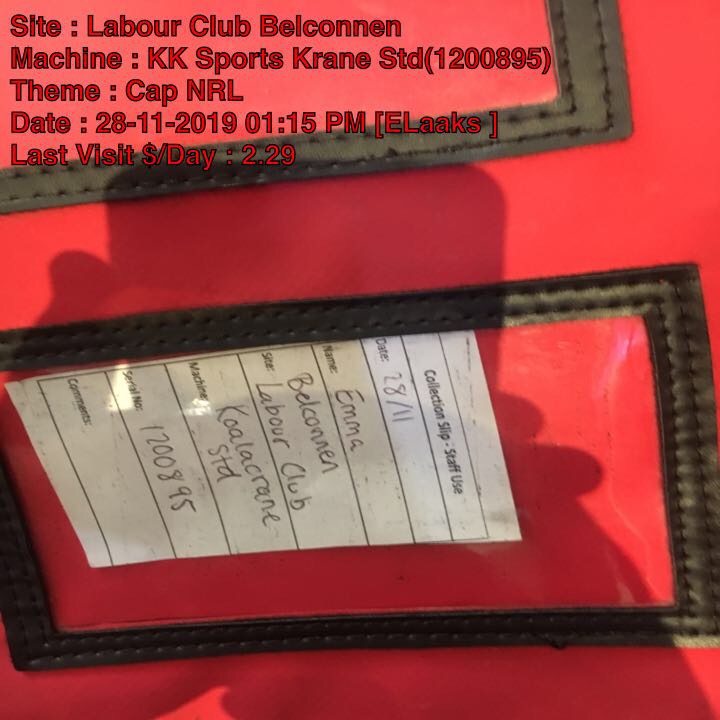 Site : Labour Club Belconnen
Machine : KK Sports Krane Std(1200895)
Theme : Cap NRL
Date : 28-11-2019 01:15 PM [ELaaks ]
Last Visit $/Day : 2.29
Collection Slip : Staff Use
Date: 28/11
Name: Emma
Site: Belconnen
Labour Club
Machine: Koalacrane
Std
Serial No: 1200895
Comments: